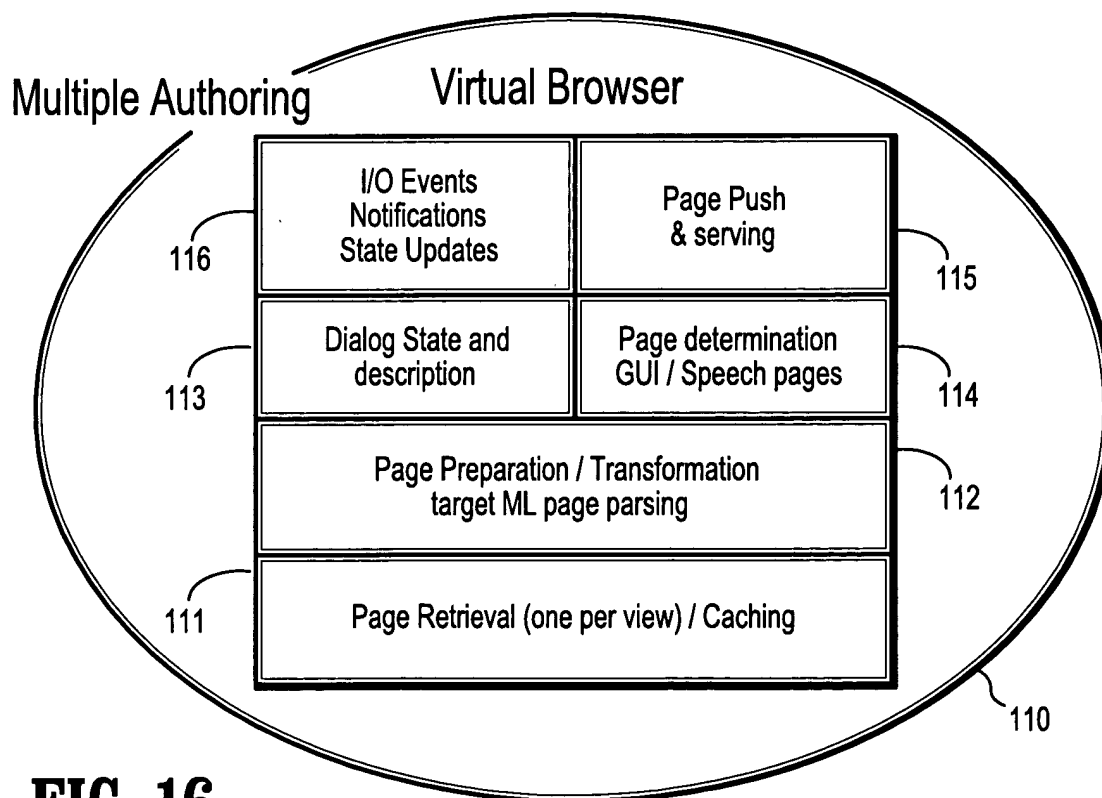 Multiple Authoring
Virtual Browser
I/O Events
Notifications
State Updates
Page Push
& serving
116
115
Dialog State and
description
Page determination
GUI / Speech pages
113
114
Page Preparation / Transformation
target ML page parsing
112
Page Retrieval (one per view) / Caching
111
110
FIG. 16